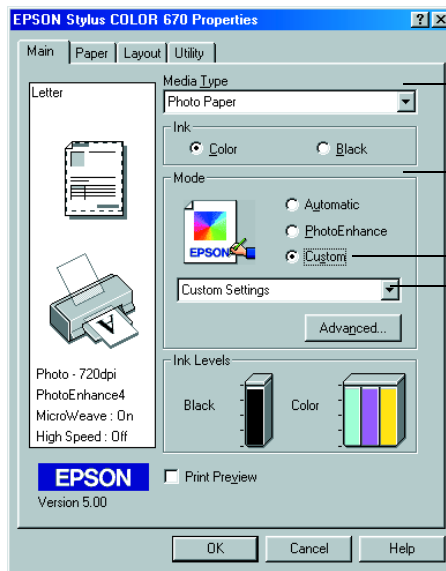 EPSON Stylus COLOR 670 Properties
Main Paper Layout Utility
Letter
Media Type
Photo Paper
Ink
Color Black
Mode
Automatic
PhotoEnhance
Custom
EPSON
Custom Settings
Advanced...
A
Photo - 720dpi
PhotoEnhance4
MicroWeave : On
High Speed : Off
Ink Levels
Black Color
EPSON
Print Preview
Version 5.00
OK Cancel Help